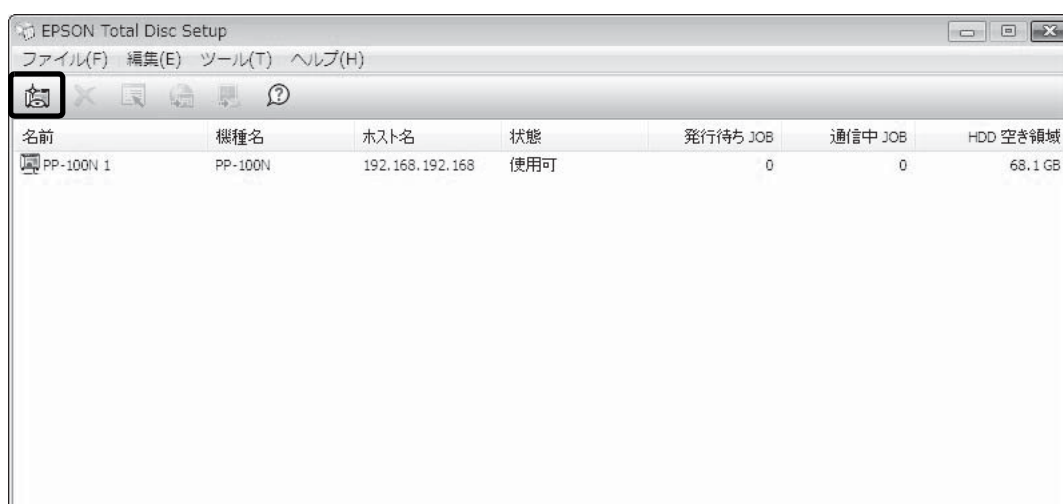 EPSON Total Disc Setup
ファイル(F) 編集(E) ツール(T) ヘルプ(H)
名前 機種名 ホスト名 状態 発行待ち JOB 通信中 JOB HDD 空き領域
PP-100N 1 PP-100N 192.168.192.168 使用可 0 0 68.1 GB